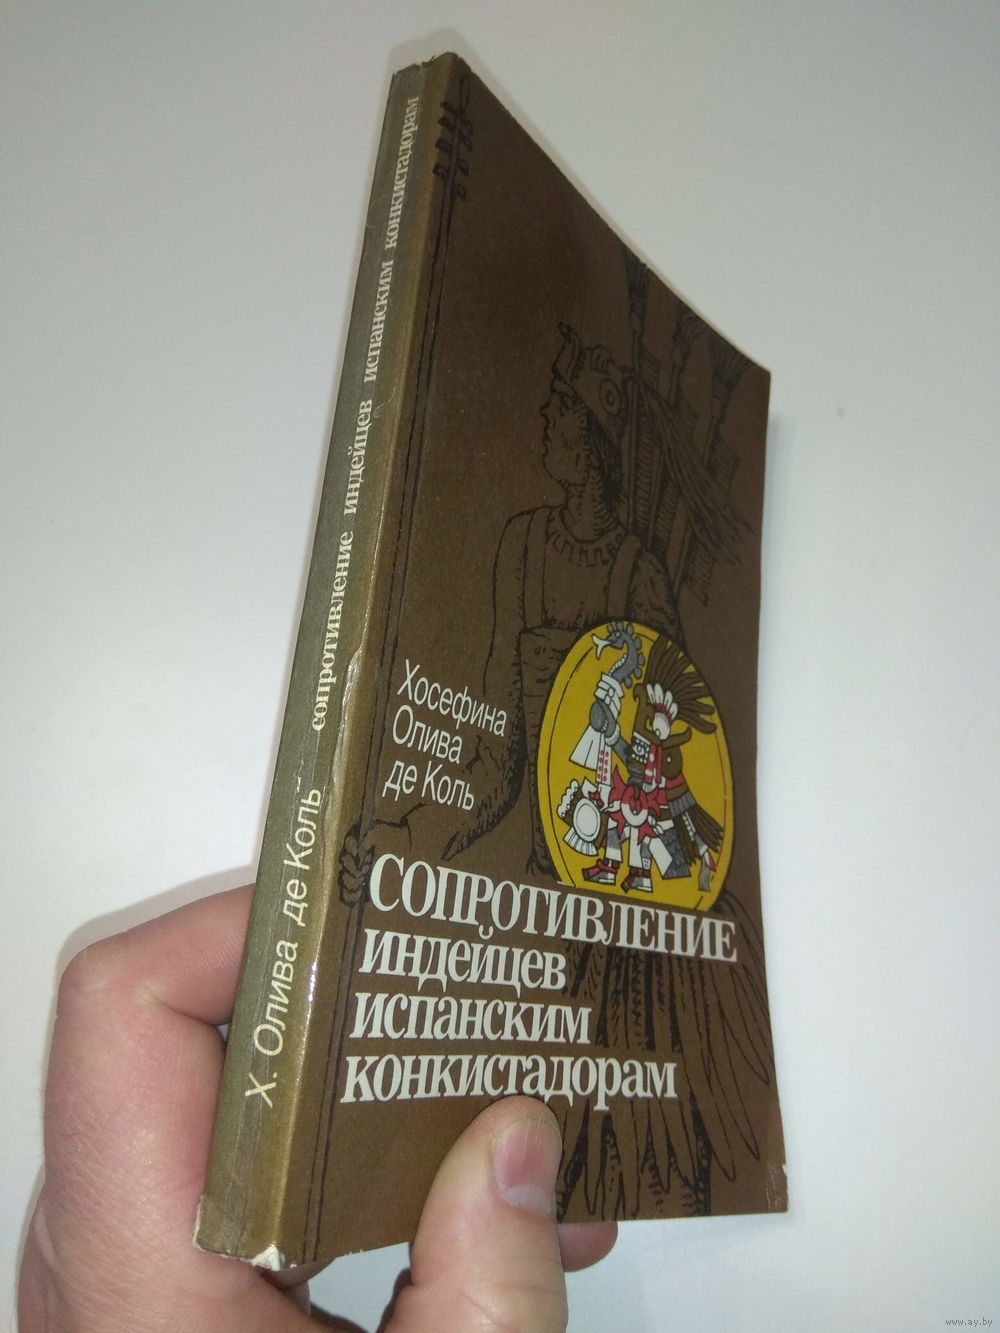 Х. Олива де Коль сопротивление индейцев испанским конкистадорам
Хосефина
Олива
де Коль
СОПРОТИВЛЕНИЕ
ИНДЕЙЦЕВ
ИСПАНСКИМ
КОНКИСТАДОРАМ
www.ay.by